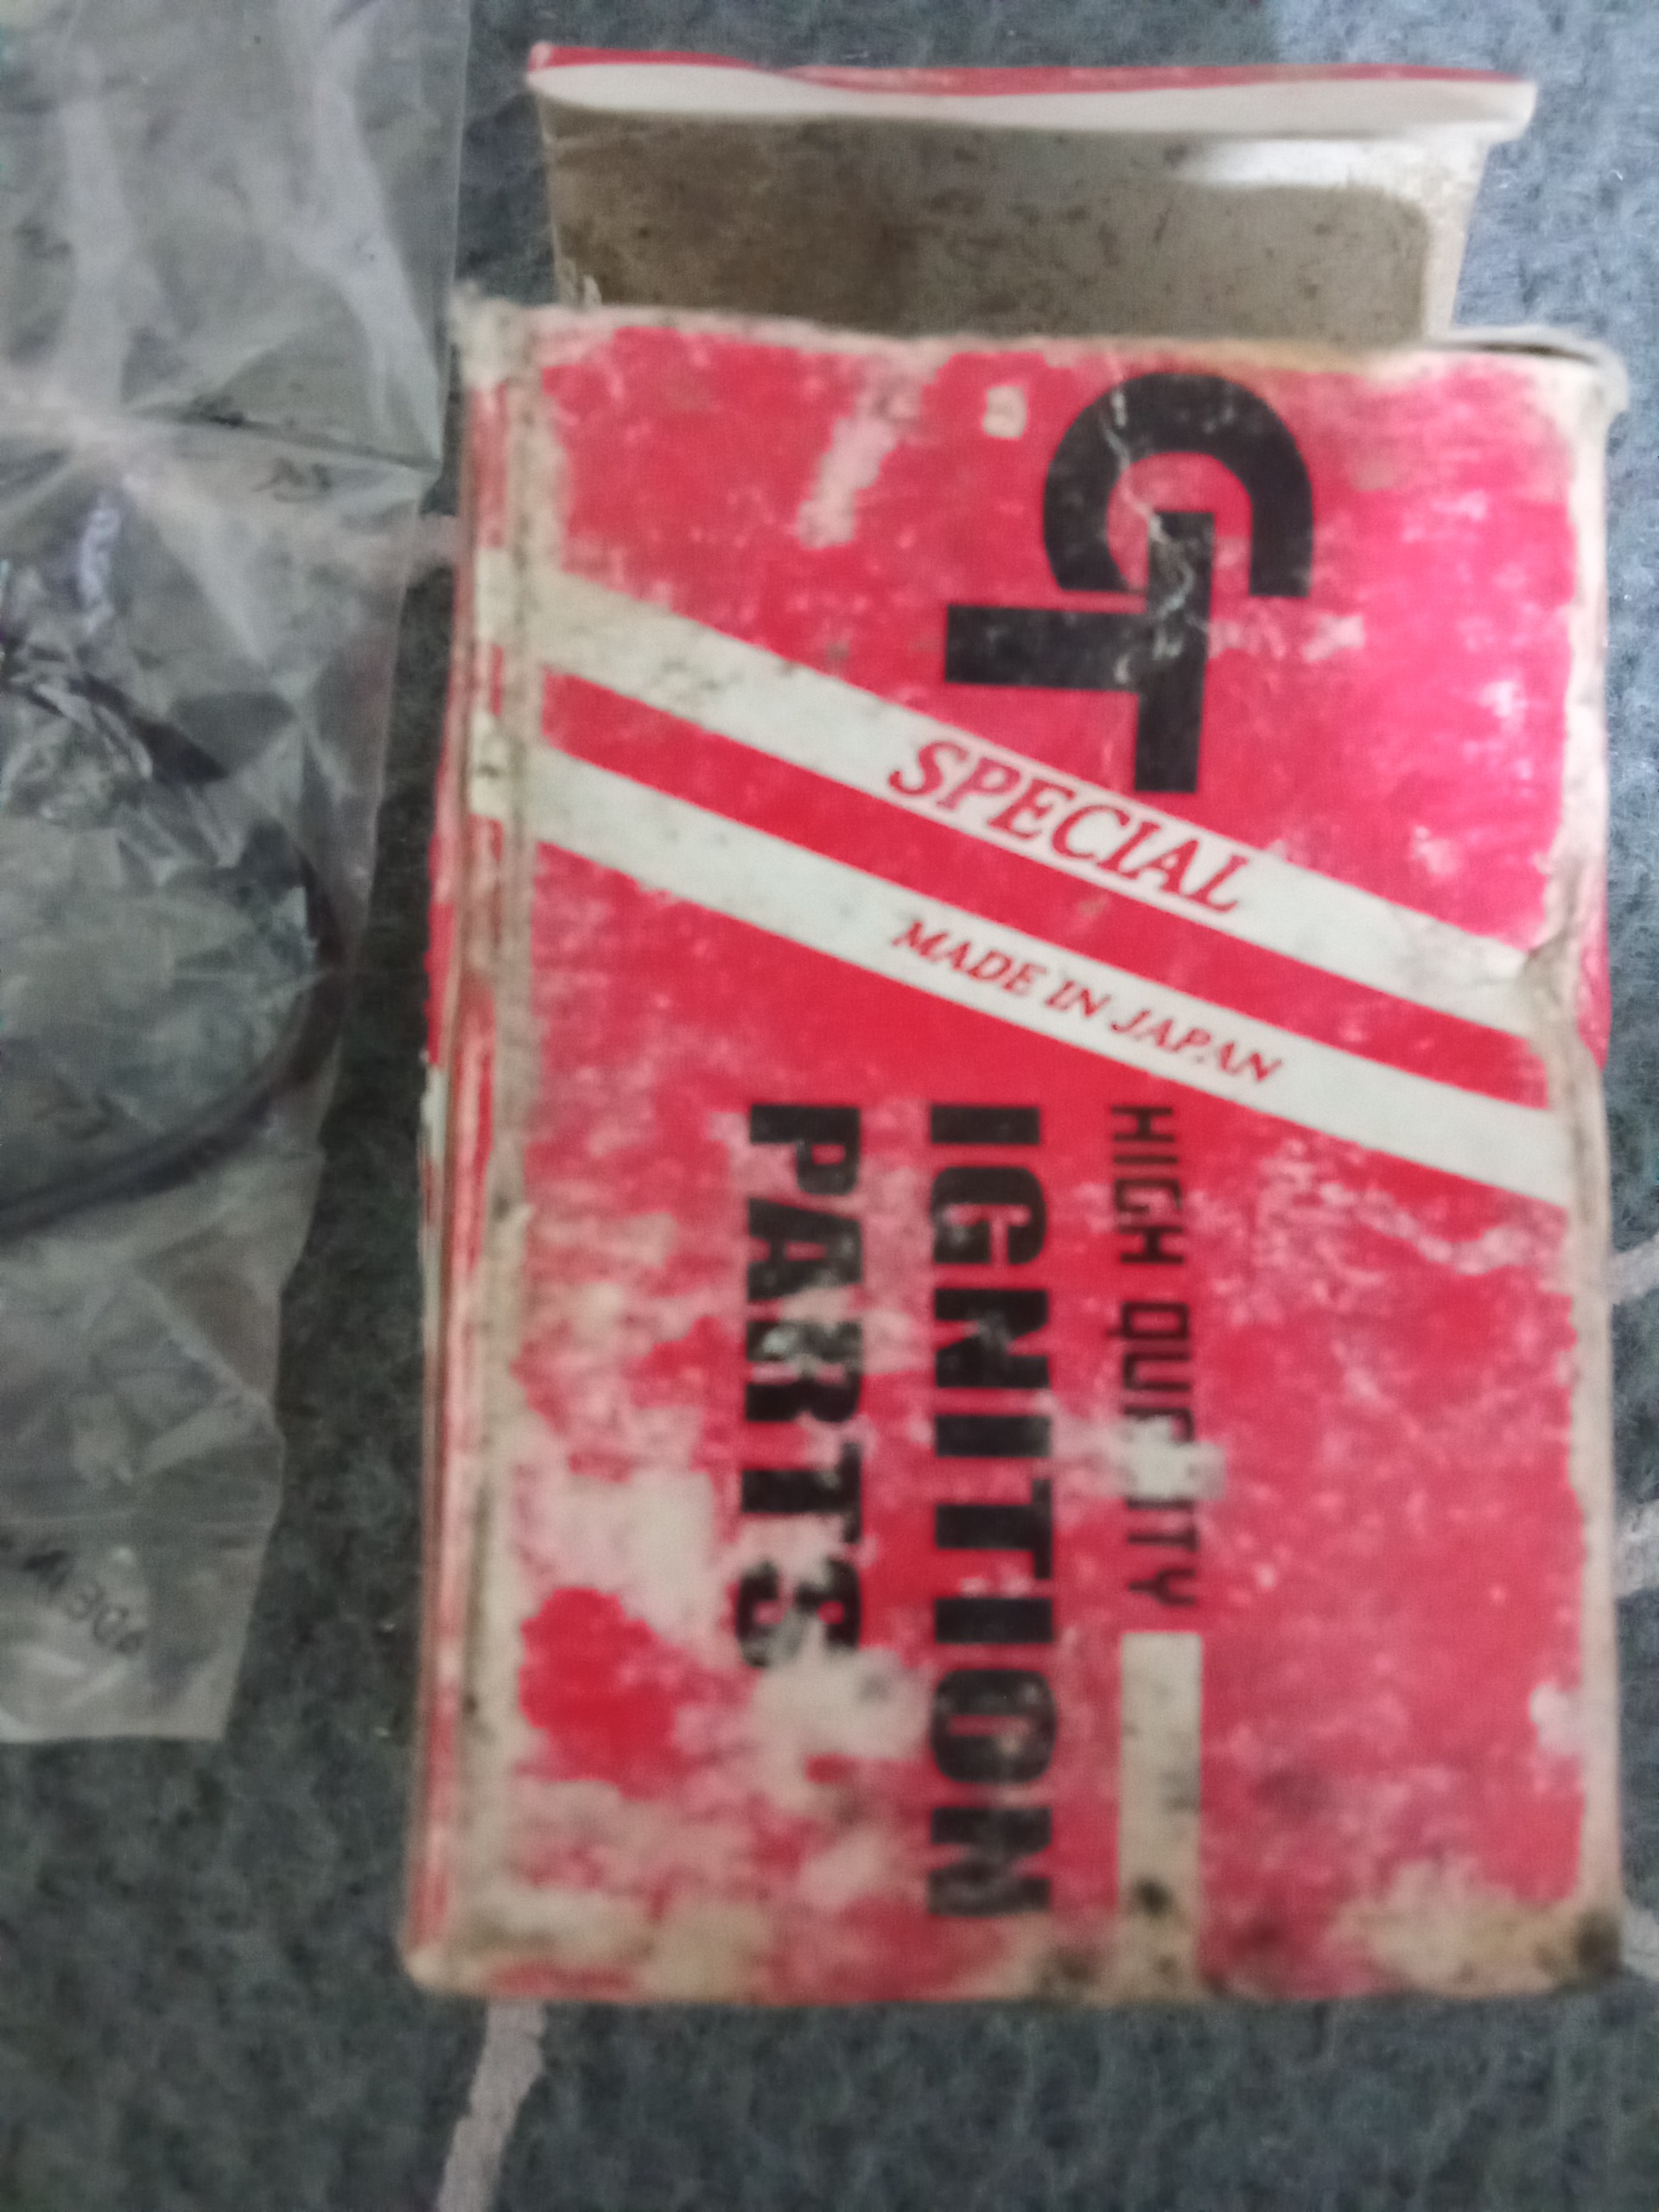 GT
SPECIAL
MADE IN JAPAN
HIGH QUALITY
IGNITION
PARTS